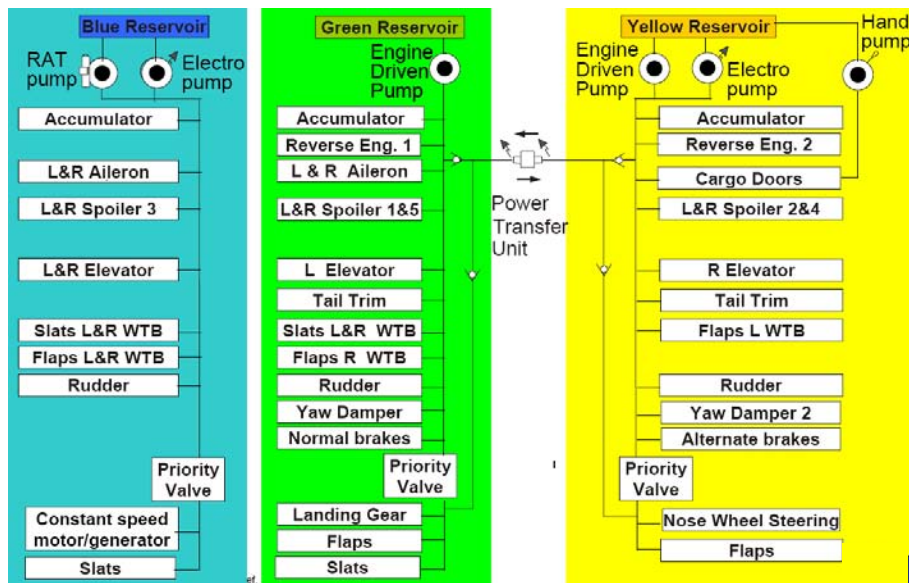 Blue Reservoir
RAT
pump
Electro
pump
Accumulator
L&R Aileron
L&R Spoiler 3
L&R Elevator
Slats L&R WTB
Flaps L&R WTB
Rudder
Priority
Valve
Constant speed
motor/generator
Slats
ef
Green Reservoir
Engine
Driven
Pump
Accumulator
Reverse Eng. 1
L & R Aileron
L&R Spoiler 1&5
L Elevator
Tail Trim
Slats L&R WTB
Flaps R WTB
Rudder
Yaw Damper
Normal brakes
Priority
Valve
Landing Gear
Flaps
Slats
Power
Transfer
Unit
Yellow Reservoir
Engine
Driven
Pump
Electro
pump
Hand
pump
Accumulator
Reverse Eng. 2
Cargo Doors
L&R Spoiler 2&4
R Elevator
Tail Trim
Flaps L WTB
Rudder
Yaw Damper 2
Alternate brakes
Priority
Valve
Nose Wheel Steering
Flaps